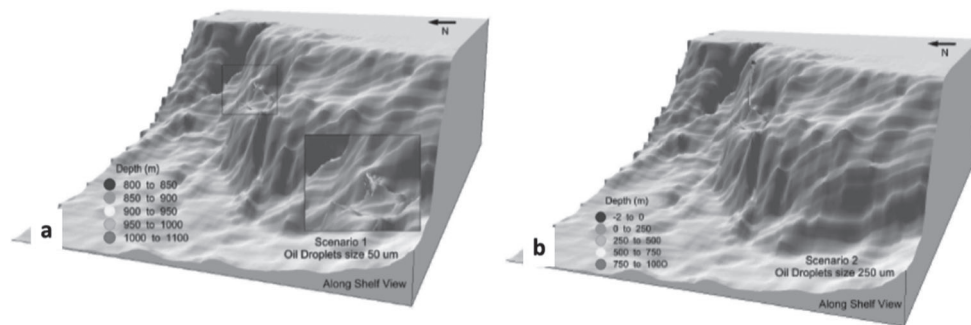 N
Depth (m)
800 to 850
850 to 900
900 to 950
950 to 1000
1000 to 1100
a
Scenario 1
Oil Droplets size 50 um
Along Shelf View
N
Depth (m)
-2 to 0
0 to 250
250 to 500
500 to 750
750 to 1000
b
Scenario 2
Oil Droplets size 250 um
Along Shelf View